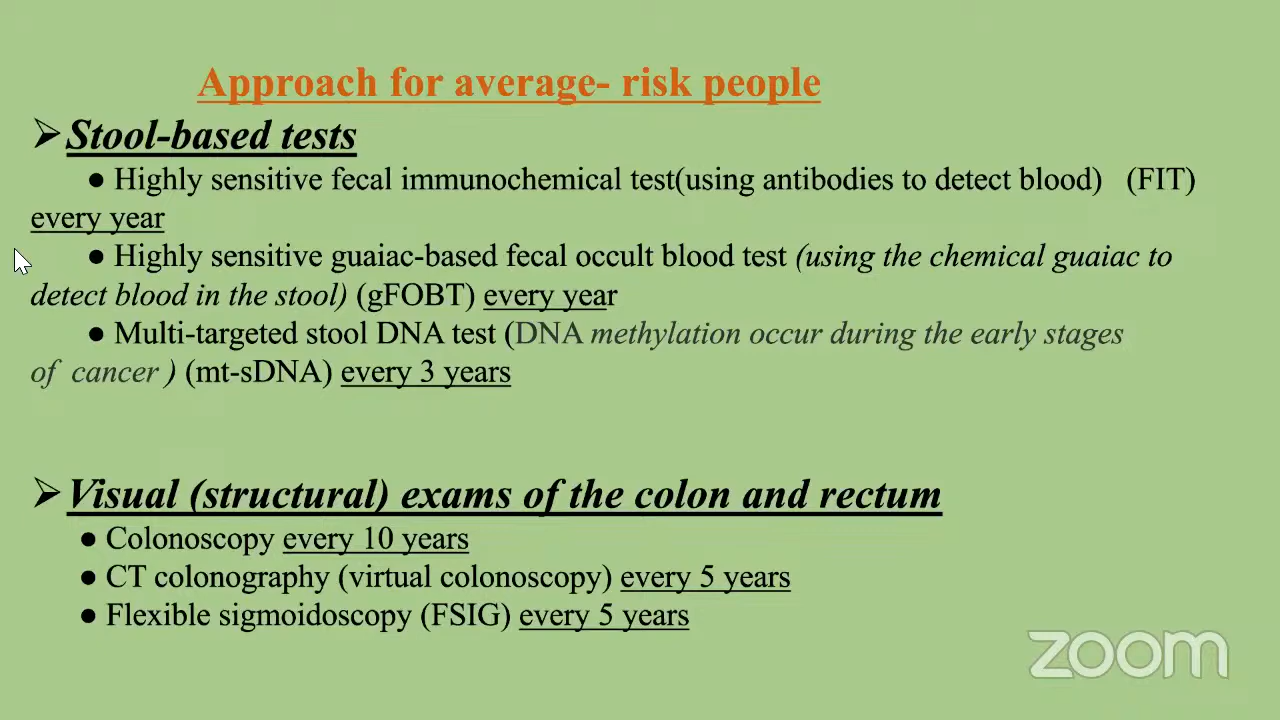 Approach for average- risk people
➢Stool-based tests
● Highly sensitive fecal immunochemical test(using antibodies to detect blood) (FIT)
every year
● Highly sensitive guaiac-based fecal occult blood test (using the chemical guaiac to
detect blood in the stool) (gFOBT) every year
● Multi-targeted stool DNA test (DNA methylation occur during the early stages
of cancer ) (mt-sDNA) every 3 years
➢Visual (structural) exams of the colon and rectum
● Colonoscopy every 10 years
● CT colonography (virtual colonoscopy) every 5 years
● Flexible sigmoidoscopy (FSIG) every 5 years
zoom